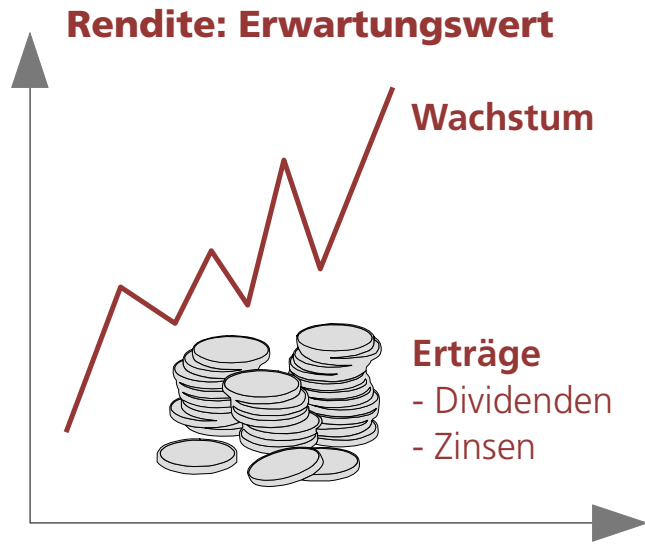 Rendite: Erwartungswert
Wachstum
Erträge
- Dividenden
- Zinsen